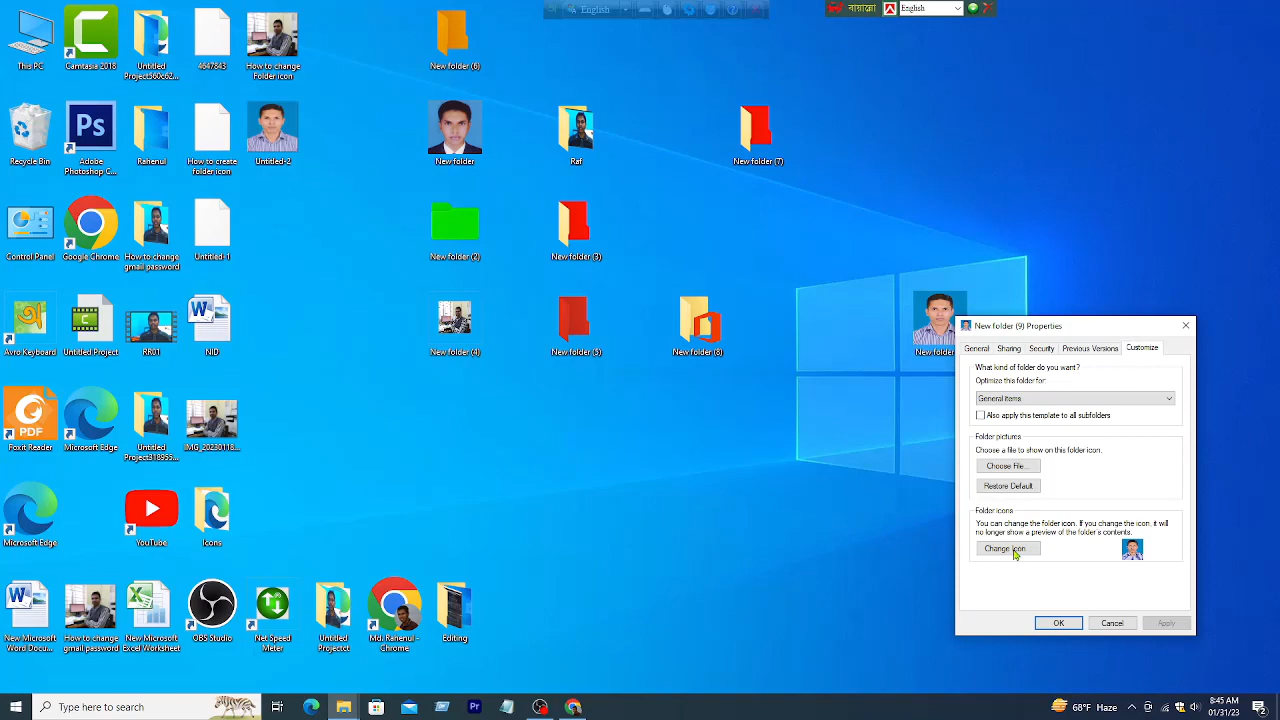 English
নারোয়ো
English
This PC
Camtasia 2018
Untitled
Project360c62...
4647843
How to change
Folder icon
New folder (6)
Recycle Bin
Adobe
Photoshop C...
Rahenul
How to create
folder icon
Untitled-2
New folder
Raf
New folder (7)
Control Panel
Google Chrome
How to change
gmail password
Untitled-1
New folder (2)
New folder (3)
Avro Keyboard
Untitled Project
RR01
NID
New folder (4)
New folder (5)
New folder (8)
New folder
Foxit Reader
Microsoft Edge
Untitled
Project318955...
IMG_20230118...
Microsoft Edge
YouTube
Icons
New Microsoft
Word Docu...
How to change
gmail password
New Microsoft
Excel Worksheet
OBS Studio
Net Speed
Meter
Untitled
Projectct
Md. Rahenul -
Chrome
Editing
New folder (9) Properties
General
Sharing
Security
Previous Versions
Customize
What kind of folder do you want?
Optimize this folder for:
General items
Also apply this template to all subfolders
Folder pictures
Choose a file to show on this folder icon.
Choose File...
Restore Default
Folder icons
You can change the folder icon. If you change the icon, it will
no longer show a preview of the folder's contents.
Change Icon
OK
Cancel
Apply
Type here to search
68°F Haze
8:45 AM
01/31/23